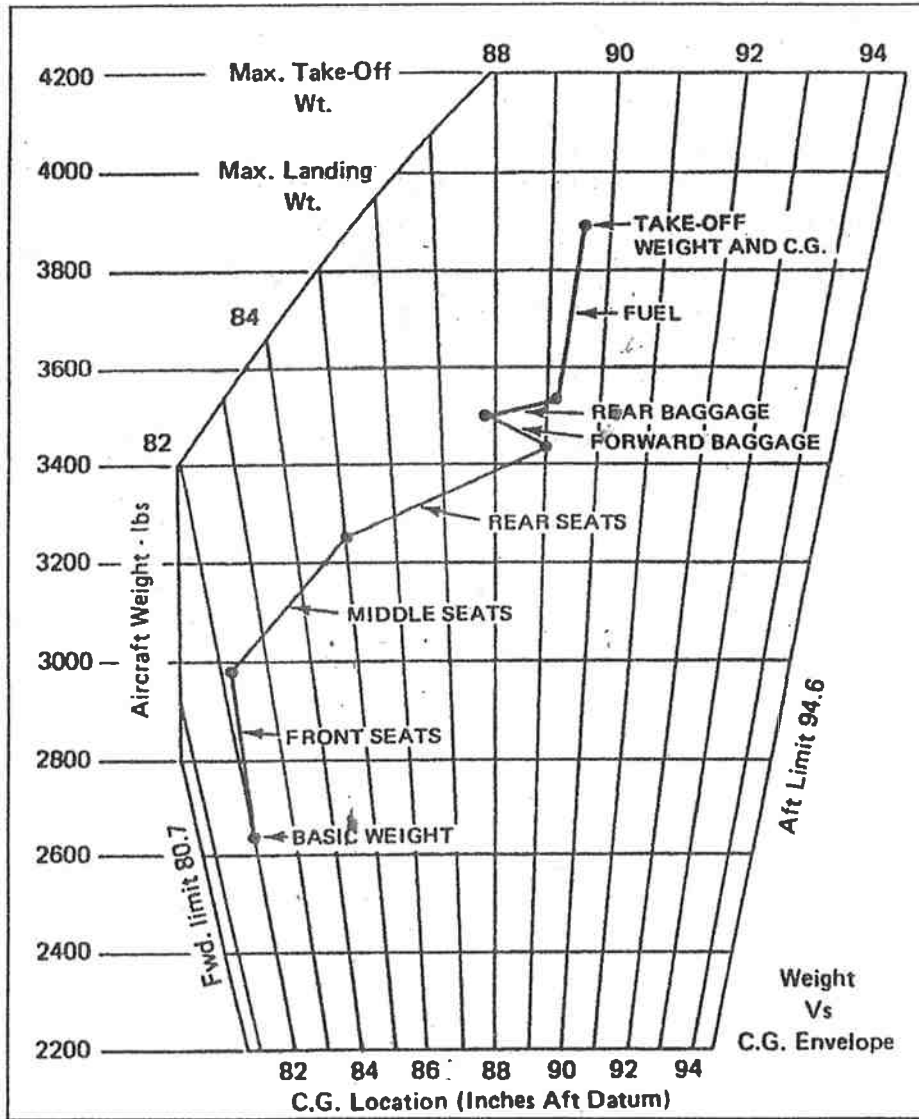 88 90 92 94
4200
Max. Take-Off
Wt.
4000
Max. Landing
Wt.
TAKE-OFF
WEIGHT AND C.G.
3800
84
FUEL
3600
REAR BAGGAGE
FORWARD BAGGAGE
82
3400
REAR SEATS
3200
MIDDLE SEATS
3000
Aircraft Weight - lbs
FRONT SEATS
2800
Aft Limit 94.6
BASIC WEIGHT
2600
Fwd. limit 80.7
2400
Weight
Vs
C.G. Envelope
2200
82 84 86 88 90 92 94
C.G. Location (Inches Aft Datum)